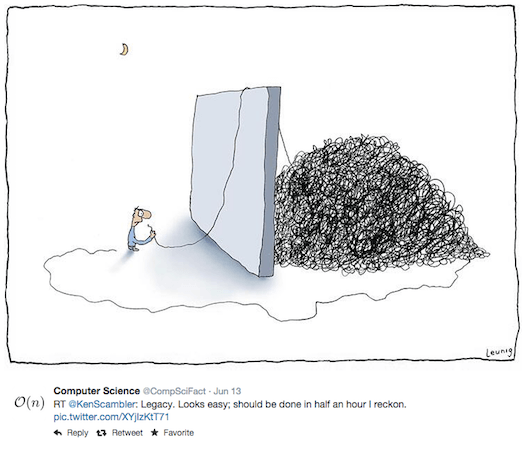 Leunig
Computer Science @CompSciFact · Jun 13
O(n)
RT @KenScambler: Legacy. Looks easy; should be done in half an hour I reckon.
pic.twitter.com/XYjlzKtT71
Reply Retweet Favorite